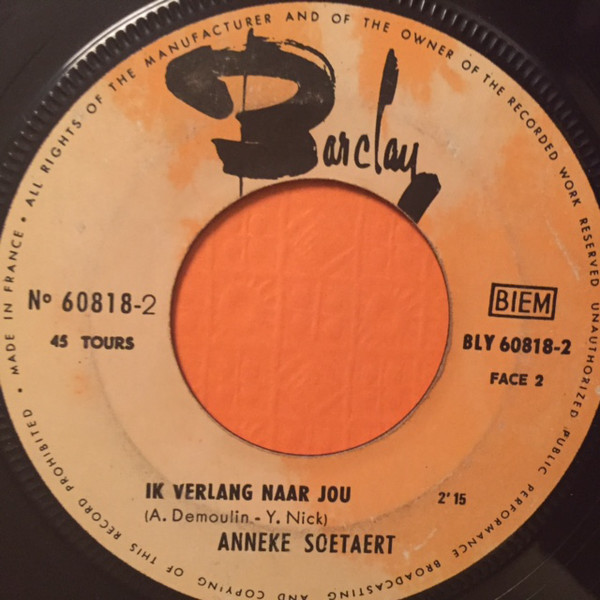 MADE IN FRANCE • ALL RIGHTS OF THE MANUFACTURER AND OF THE OWNER OF THE RECORDED WORK RESERVED UNAUTHORIZED PUBLIC PERFORMANCE BROADCASTING AND COPYING OF THIS RECORD PROHIBITED •
Barclay
Nº 60818-2
45 TOURS
BIEM
BLY 60818-2
FACE 2
IK VERLANG NAAR JOU 2'15
(A. Demoulin - Y. Nick)
ANNEKE SOETAERT